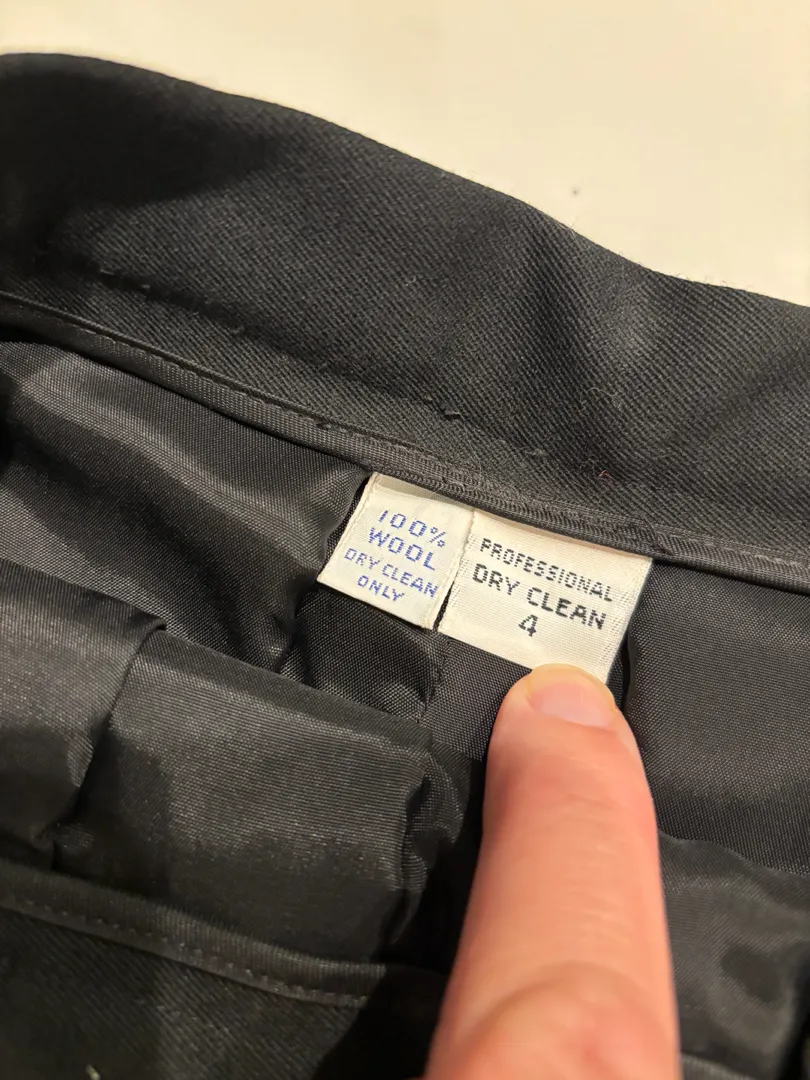 100%
WOOL
DRY CLEAN
ONLY
PROFESSIONAL
DRY CLEAN
4